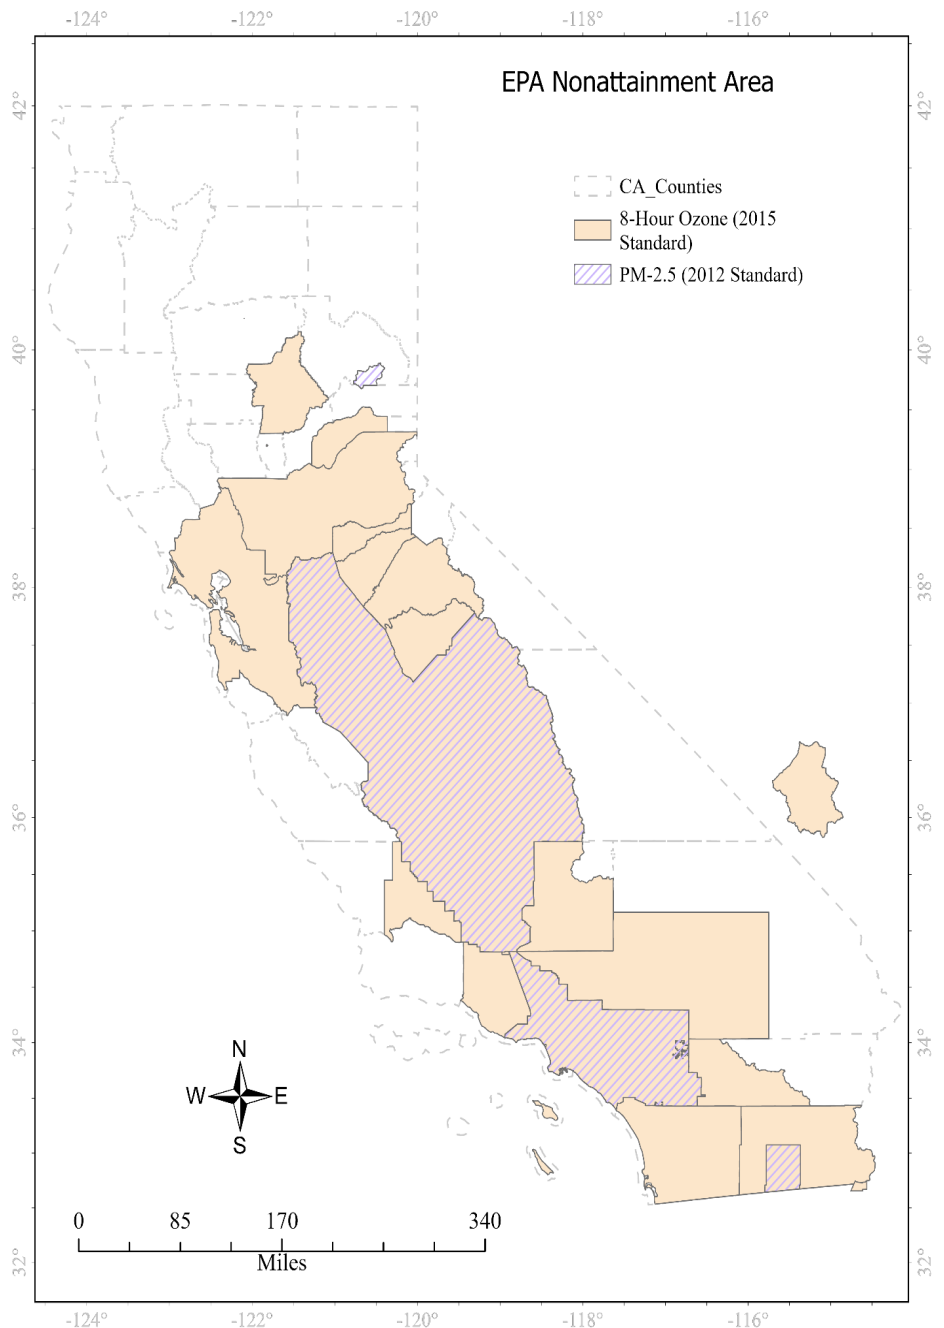 -124°
-122°
-120°
-118°
-116°
EPA Nonattainment Area
42°
42°
CA_Counties
8-Hour Ozone (2015
Standard)
PM-2.5 (2012 Standard)
40°
40°
38°
38°
36°
36°
34°
34°
N
W
E
S
0
85
170
340
Miles
32°
32°
-124°
-122°
-120°
-118°
-116°